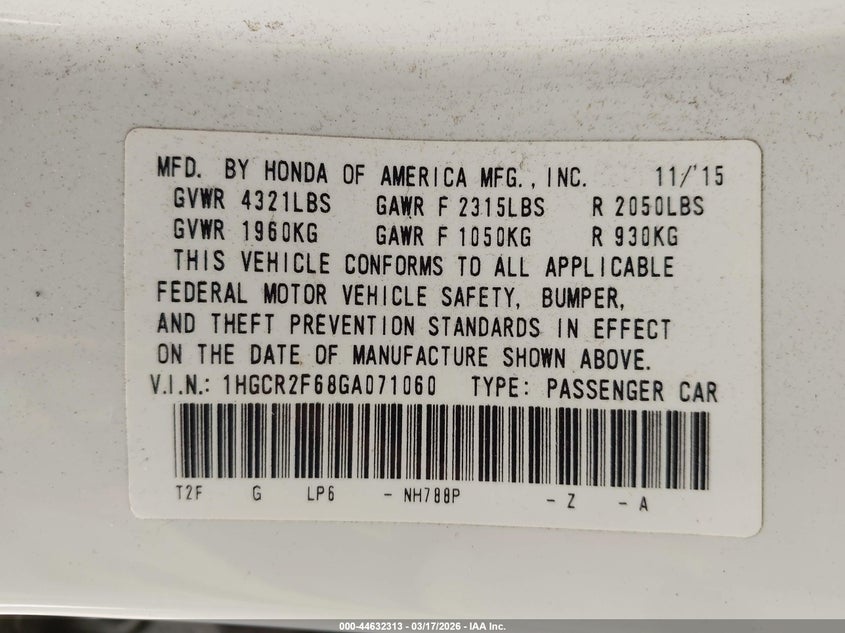 MFD. BY HONDA OF AMERICA MFG., INC. 11/'15
GVWR 4321LBS GAWR F 2315LBS R 2050LBS
GVWR 1960KG GAWR F 1050KG R 930KG
THIS VEHICLE CONFORMS TO ALL APPLICABLE
FEDERAL MOTOR VEHICLE SAFETY, BUMPER,
AND THEFT PREVENTION STANDARDS IN EFFECT
ON THE DATE OF MANUFACTURE SHOWN ABOVE.
V.I.N.: 1HGCR2F68GA071060 TYPE: PASSENGER CAR
T2F G LP6 - NH788P - Z - A
000-44632313 - 03/17/2026 - IAA Inc.